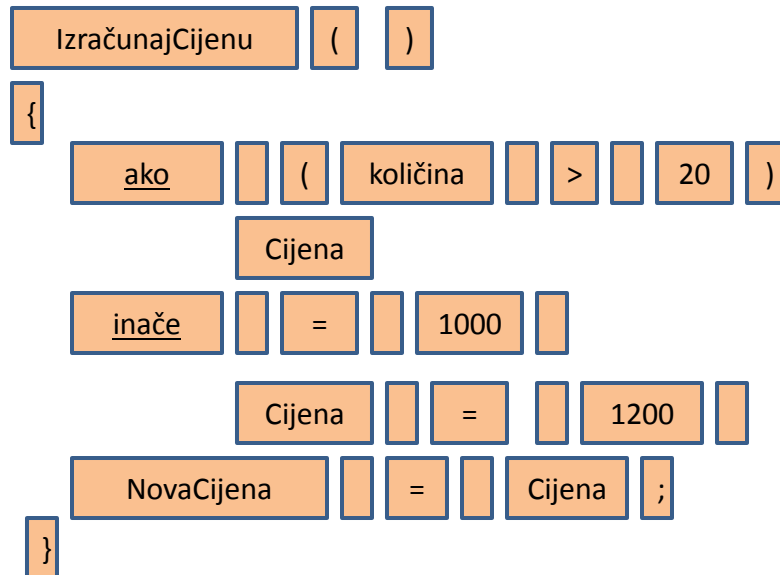 IzračunajCijenu ( )
{
ako ( količina > 20 )
Cijena
inače = 1000
Cijena = 1200
NovaCijena = Cijena ;
}